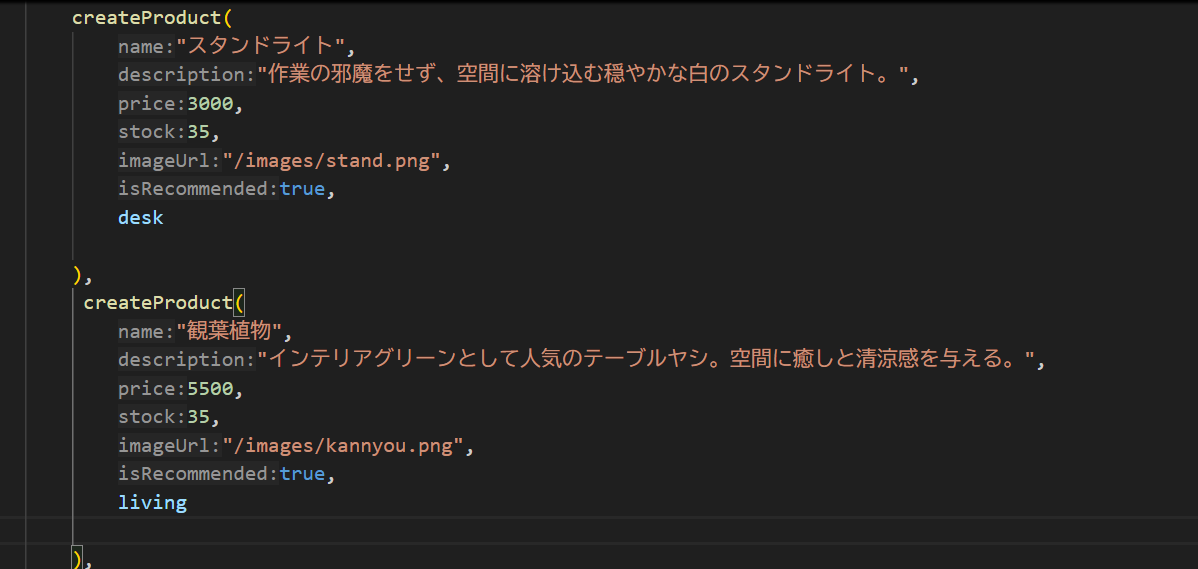 createProduct(
name:"スタンドライト",
description:"作業の邪魔をせず、空間に溶け込む穏やかな白のスタンドライト。",
price:3000,
stock:35,
imageUrl:"/images/stand.png",
isRecommended:true,
desk
),
createProduct(
name:"観葉植物",
description:"インテリアグリーンとして人気のテーブルヤシ。空間に癒しと清涼感を与える。",
price:5500,
stock:35,
imageUrl:"/images/kannyou.png",
isRecommended:true,
living
),